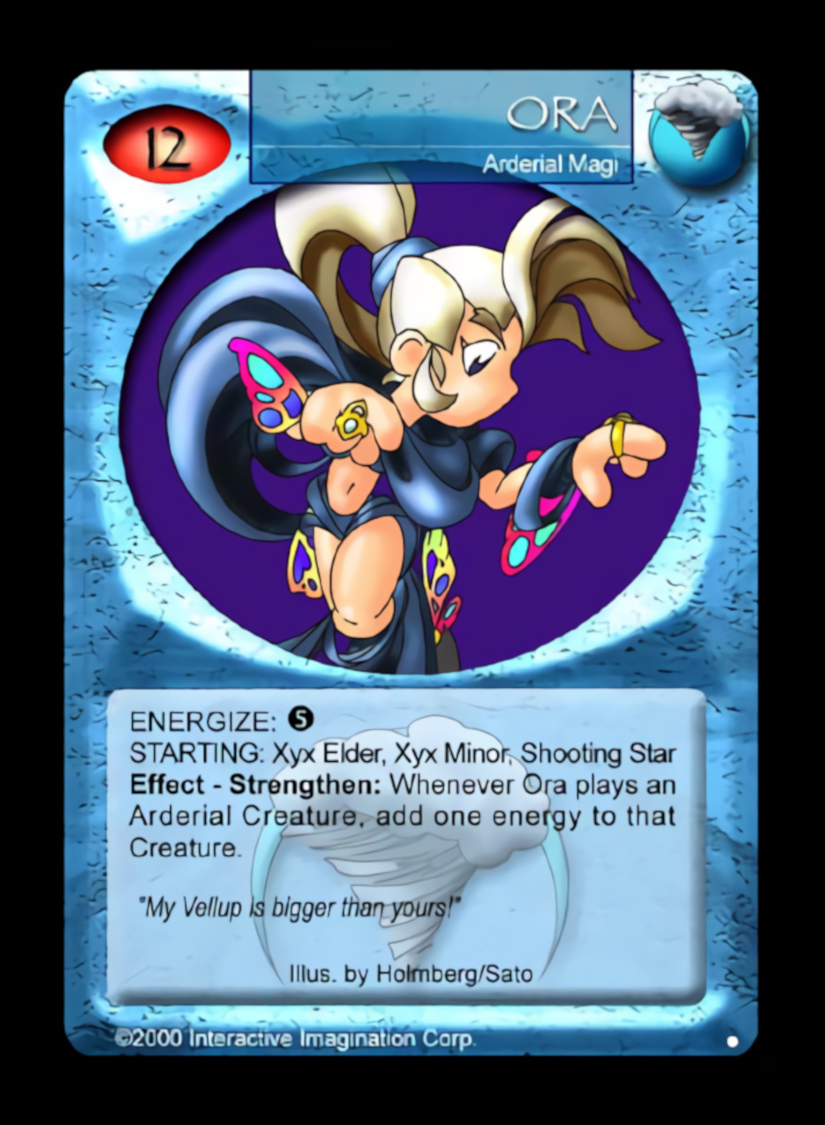 12
ORA
Arderial Magi
ENERGIZE: 5
STARTING: Xyx Elder, Xyx Minor, Shooting Star
Effect - Strengthen: Whenever Ora plays an
Arderial Creature, add one energy to that
Creature.
"My Vellup is bigger than yours!"
Illus. by Holmberg/Sato
©2000 Interactive Imagination Corp.